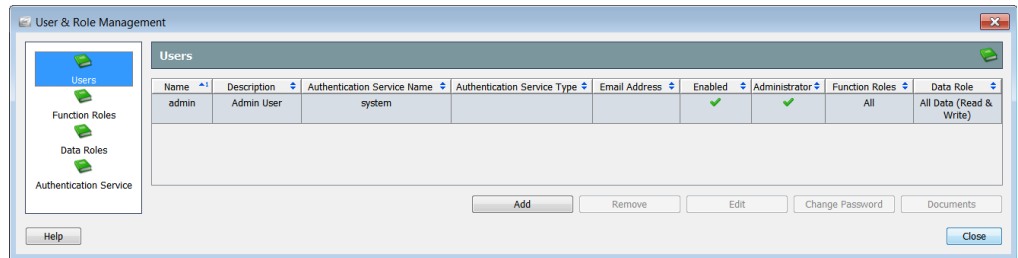 User & Role Management
Users
Function Roles
Data Roles
Authentication Service
Users
Name 1 Description Authentication Service Name Authentication Service Type Email Address Enabled Administrator Function Roles Data Role
admin Admin User system All All Data (Read &
Write)
Add Remove Edit Change Password Documents
Help Close